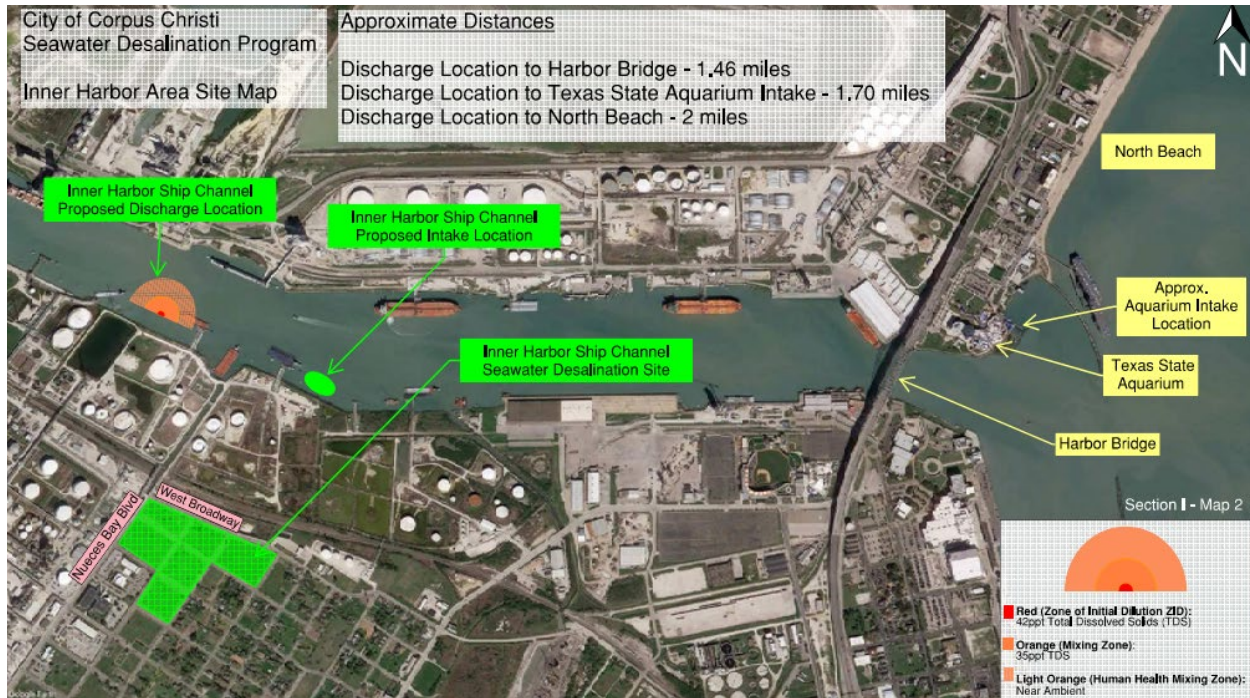 City of Corpus Christi
Seawater Desalination Program
Inner Harbor Area Site Map
Approximate Distances
Discharge Location to Harbor Bridge - 1.46 miles
Discharge Location to Texas State Aquarium Intake - 1.70 miles
Discharge Location to North Beach - 2 miles
N
North Beach
Inner Harbor Ship Channel
Proposed Discharge Location
Inner Harbor Ship Channel
Proposed Intake Location
Approx.
Aquarium Intake
Location
Inner Harbor Ship Channel
Seawater Desalination Site
Texas State
Aquarium
Harbor Bridge
West Broadway
Nueces Bay Blvd
Section I - Map 2
Red (Zone of Initial Dilution ZID):
42ppt Total Dissolved Solids (TDS)
Orange (Mixing Zone):
35ppt TDS
Light Orange (Human Health Mixing Zone):
Near Ambient
Google Earth